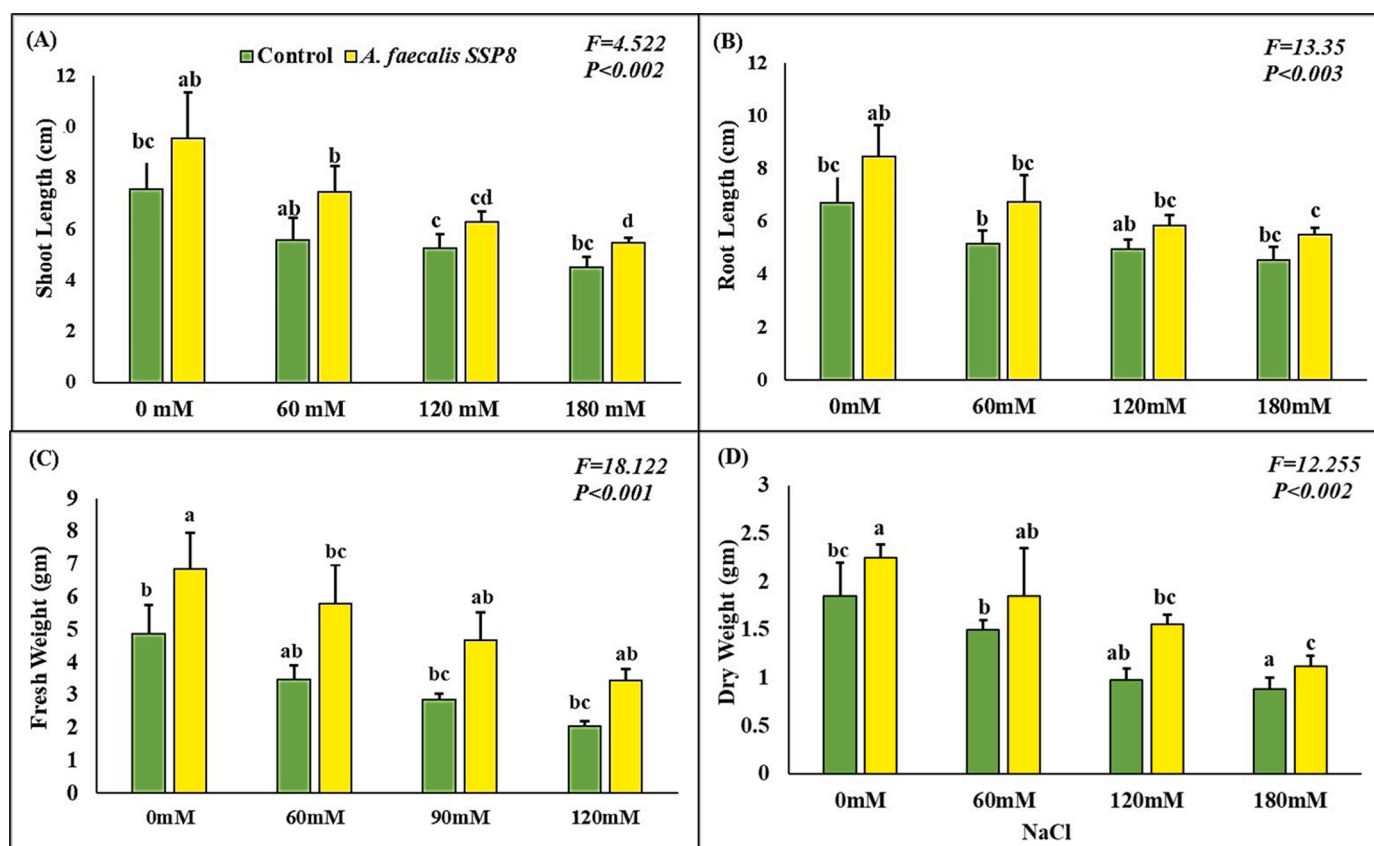 (A)
Control A. faecalis SSP8
F=4.522
P<0.002
Shoot Length (cm)
12
0
8
6
4
2
0
bc ab
ab b
c cd
bc d
0 mM 60 mM 120 mM 180 mM
(B)
F=13.35
P<0.003
Root Length (cm)
12
10
8
6
4
2
0
bc ab
b bc
ab bc
bc c
0mM 60mM 120mM 180mM
(C)
F=18.122
P<0.001
Fresh Weight (gm)
9
8
7
6
5
4
3
2
1
0
b a
ab bc
bc ab
bc ab
0mM 60mM 90mM 120mM
(D)
F=12.255
P<0.002
Dry Weight (gm)
3
2.5
2
1.5
1
0.5
0
bc a
b ab
ab bc
a c
0mM 60mM 120mM 180mM
NaCl